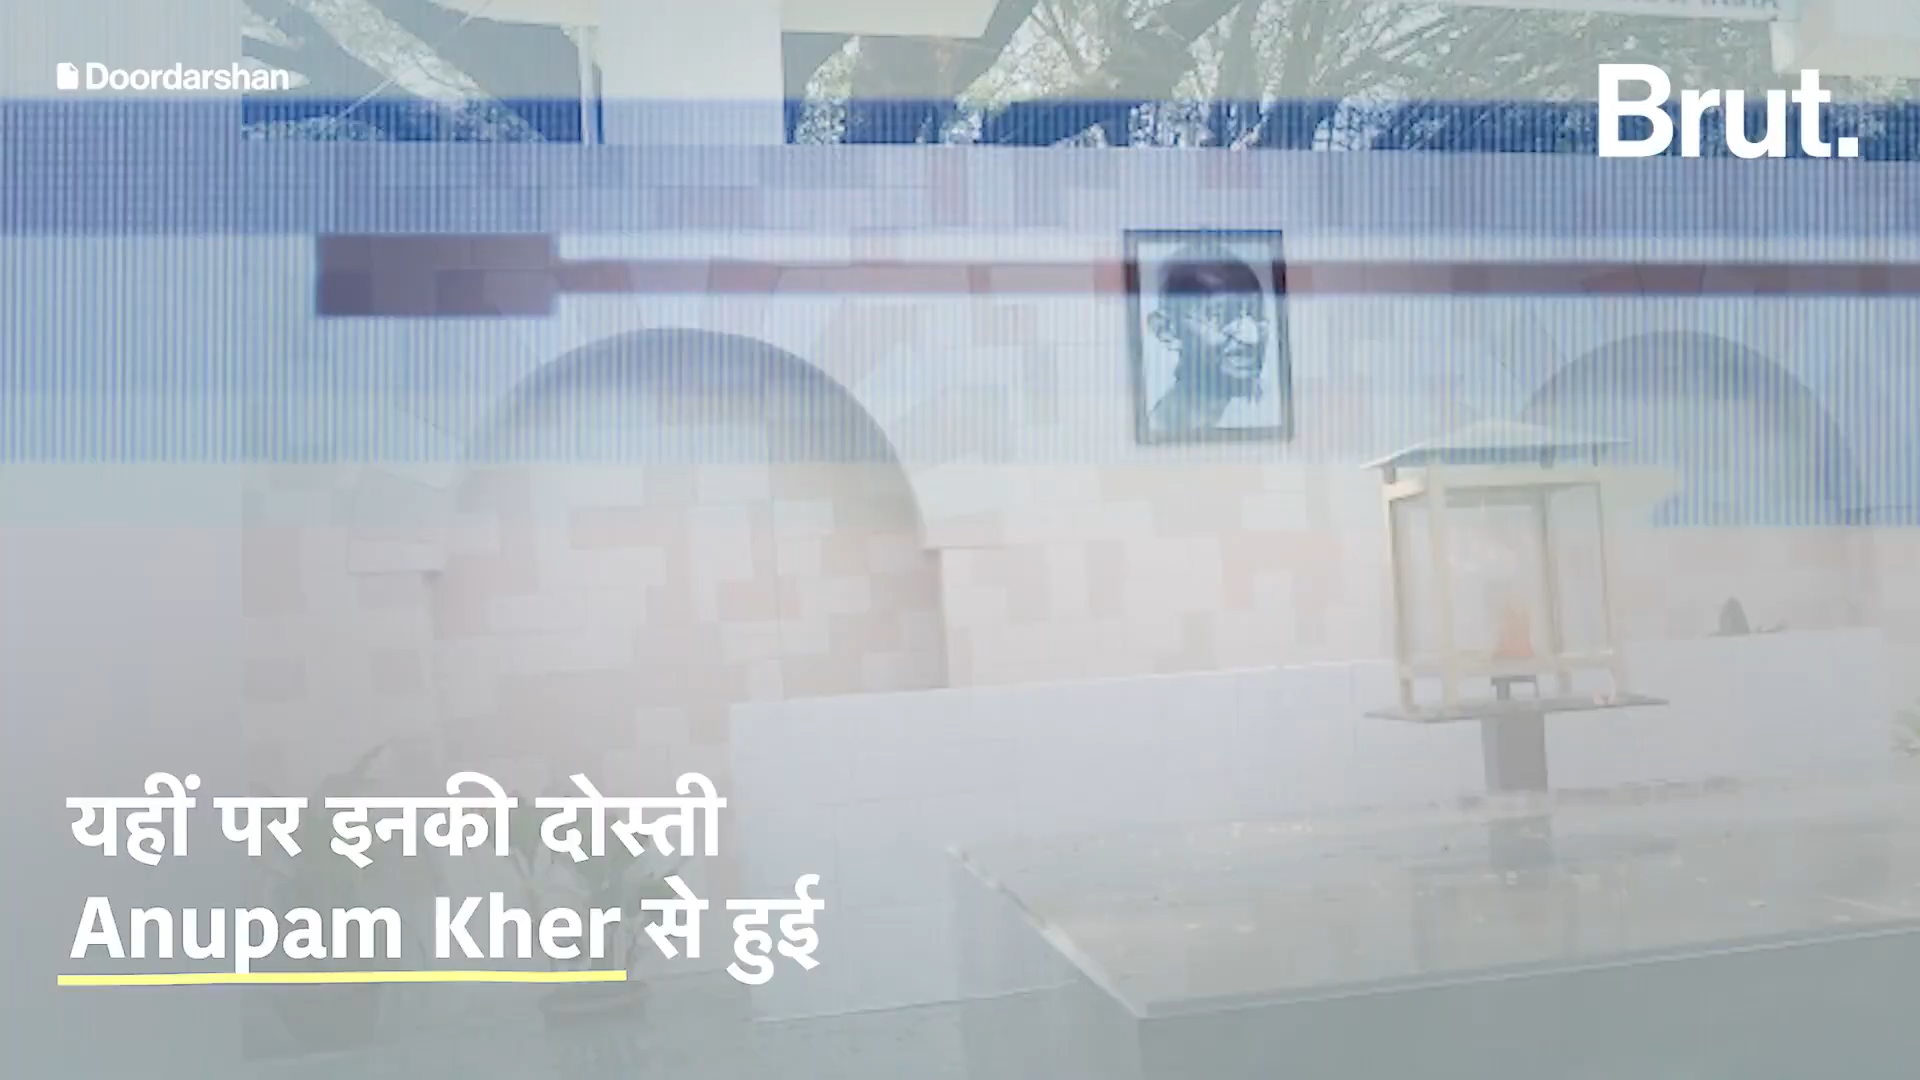 Doordarshan
Brut.
यहीं पर इनकी दोस्ती
Anupam Kher से हुई